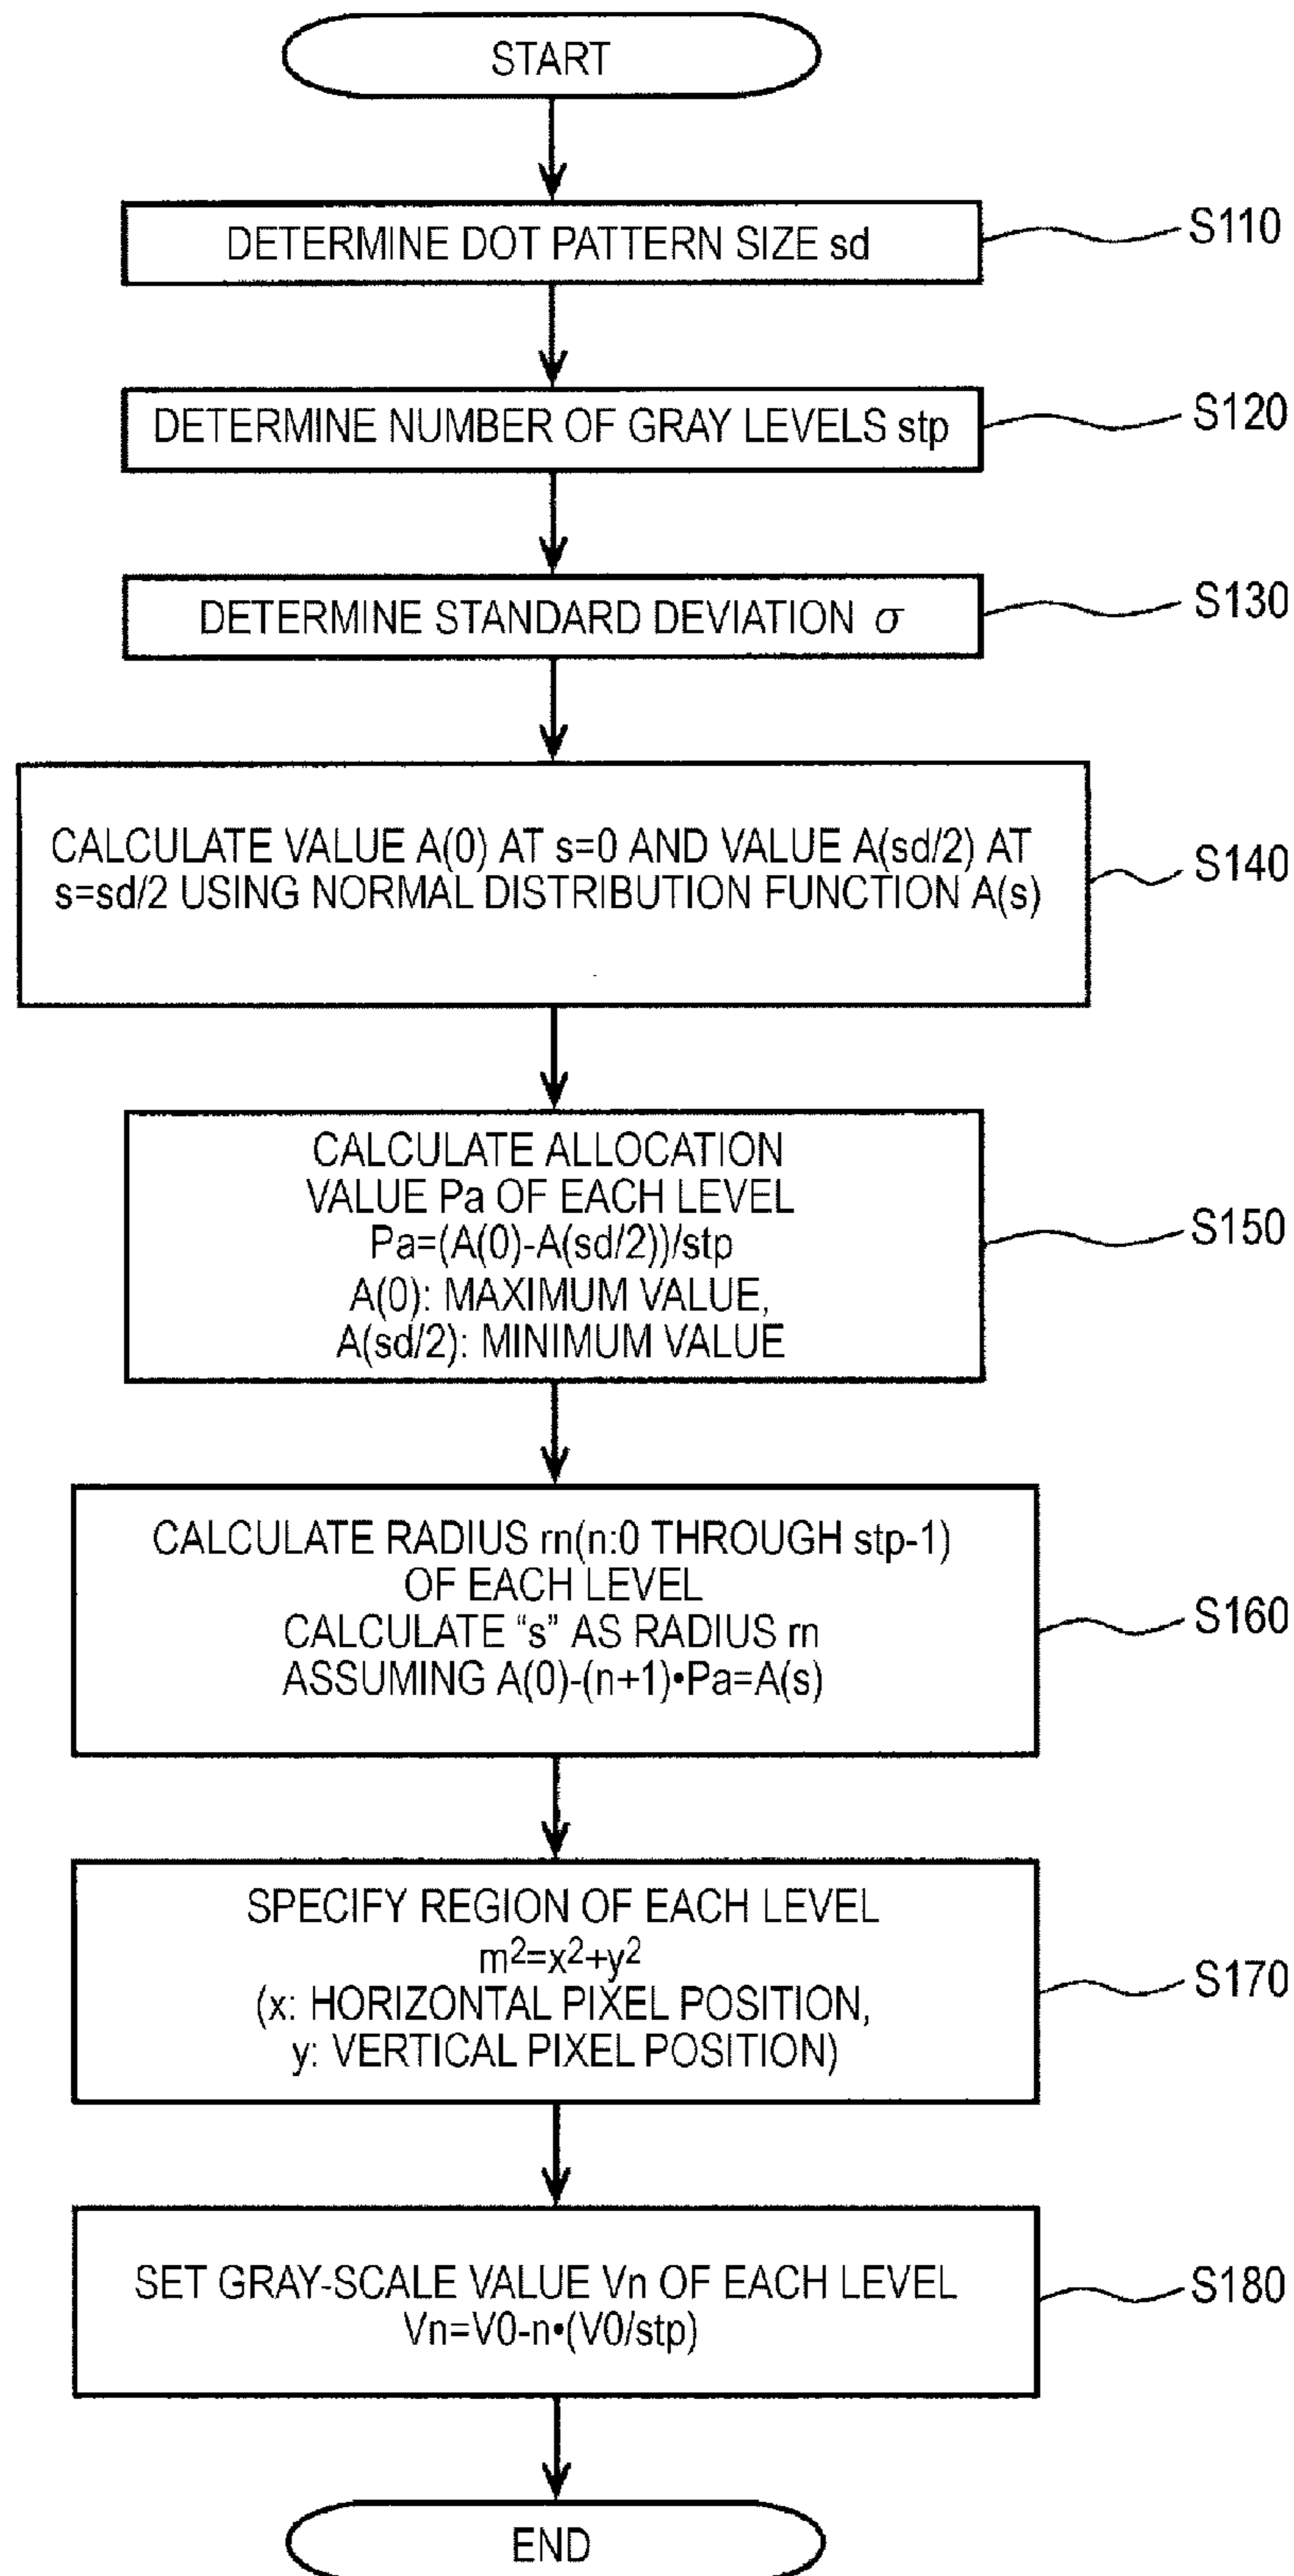 START
DETERMINE DOT PATTERN SIZE sd
S110
DETERMINE NUMBER OF GRAY LEVELS stp
S120
DETERMINE STANDARD DEVIATION σ
S130
CALCULATE VALUE A(0) AT s=0 AND VALUE A(sd/2) AT
s=sd/2 USING NORMAL DISTRIBUTION FUNCTION A(s)
S140
CALCULATE ALLOCATION
VALUE Pa OF EACH LEVEL
Pa=(A(0)-A(sd/2))/stp
A(0): MAXIMUM VALUE,
A(sd/2): MINIMUM VALUE
S150
CALCULATE RADIUS rn(n:0 THROUGH stp-1)
OF EACH LEVEL
CALCULATE “s” AS RADIUS rn
ASSUMING A(0)-(n+1)•Pa=A(s)
S160
SPECIFY REGION OF EACH LEVEL
rn²=x²+y²
(x: HORIZONTAL PIXEL POSITION,
y: VERTICAL PIXEL POSITION)
S170
SET GRAY-SCALE VALUE Vn OF EACH LEVEL
Vn=V0-n•(V0/stp)
S180
END